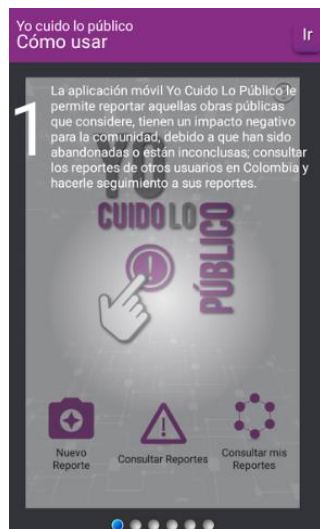 Yo cuido lo público
Cómo usar
Ir
1
La aplicación móvil Yo Cuido Lo Público le
permite reportar aquellas obras públicas
que considere, tienen un impacto negativo
para la comunidad, debido a que han sido
abandonadas o están inconclusas; consultar
los reportes de otros usuarios en Colombia y
hacerle seguimiento a sus reportes.
YO
CUIDO LO
PÚBLICO
Nuevo
Reporte
Consultar Reportes
Consultar mis
Reportes